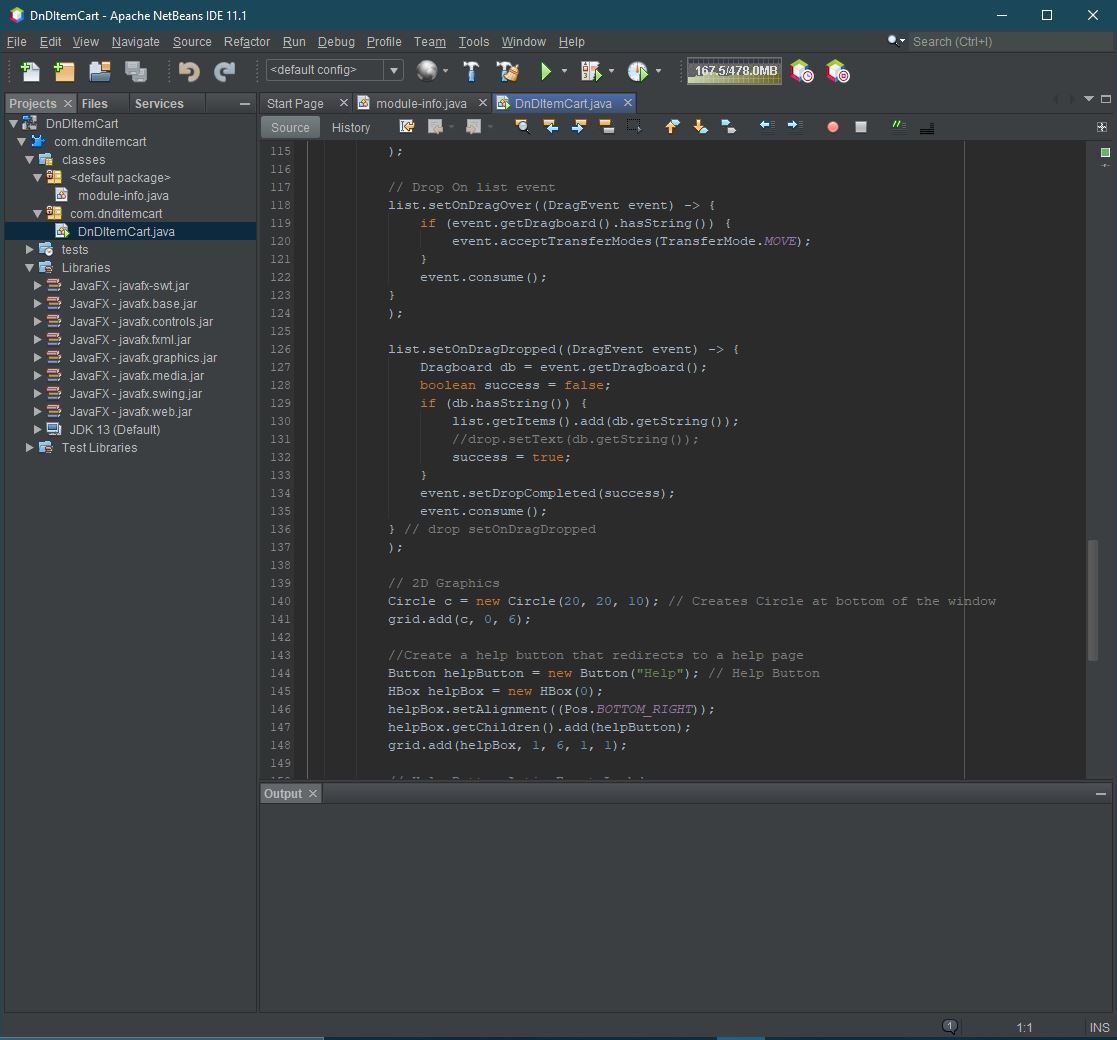 DnDItemCart - Apache NetBeans IDE 11.1
File Edit View Navigate Source Refactor Run Debug Profile Team Tools Window Help
Search (Ctrl+I)
<default config>
167.5/478.0MB
Projects Files Services
Start Page module-info.java DnDItemCart.java
Source History
DnDItemCart
com.dnditemcart
classes
<default package>
module-info.java
com.dnditemcart
DnDItemCart.java
tests
Libraries
JavaFX - javafx-swt.jar
JavaFX - javafx.base.jar
JavaFX - javafx.controls.jar
JavaFX - javafx.fxml.jar
JavaFX - javafx.graphics.jar
JavaFX - javafx.media.jar
JavaFX - javafx.swing.jar
JavaFX - javafx.web.jar
JDK 13 (Default)
Test Libraries
115 );
116
117 // Drop On list event
118 list.setOnDragOver((DragEvent event) -> {
119 if (event.getDragboard().hasString()) {
120 event.acceptTransferModes(TransferMode.MOVE);
121 }
122 event.consume();
123 }
124 );
125
126 list.setOnDragDropped((DragEvent event) -> {
127 Dragboard db = event.getDragboard();
128 boolean success = false;
129 if (db.hasString()) {
130 list.getItems().add(db.getString());
131 //drop.setText(db.getString());
132 success = true;
133 }
134 event.setDropCompleted(success);
135 event.consume();
136 } // drop setOnDragDropped
137 );
138
139 // 2D Graphics
140 Circle c = new Circle(20, 20, 10); // Creates Circle at bottom of the window
141 grid.add(c, 0, 6);
142
143 //Create a help button that redirects to a help page
144 Button helpButton = new Button("Help"); // Help Button
145 HBox helpBox = new HBox(0);
146 helpBox.setAlignment((Pos.BOTTOM_RIGHT));
147 helpBox.getChildren().add(helpButton);
148 grid.add(helpBox, 1, 6, 1, 1);
149
Output
1
1:1
INS